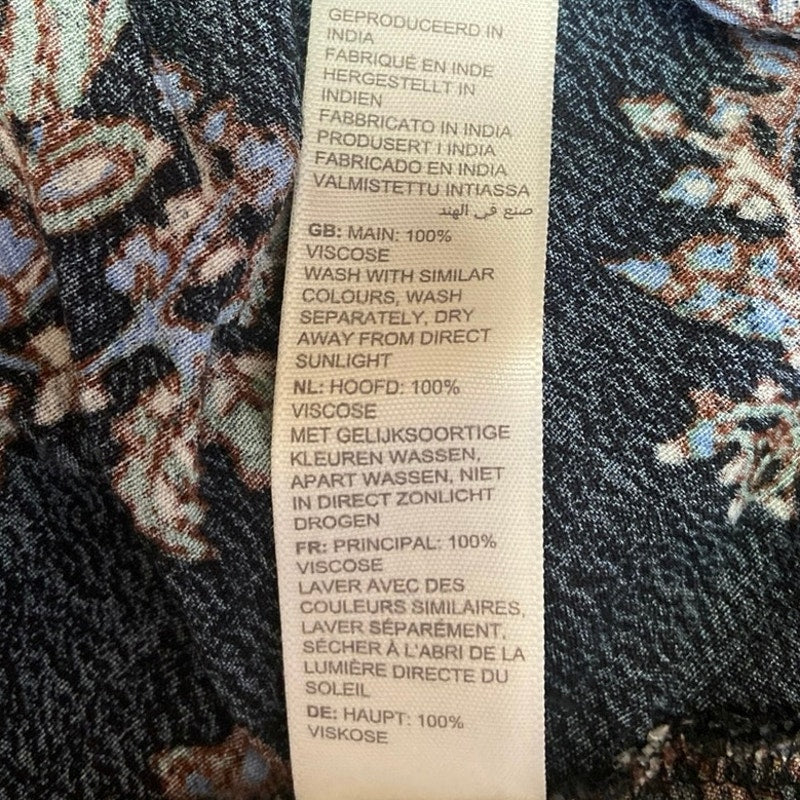 GEPRODUCEERD IN
INDIA
FABRIQUÉ EN INDE
HERGESTELLT IN
INDIEN
FABBRICATO IN INDIA
PRODUSERT I INDIA
FABRICADO EN INDIA
VALMISTETTU INTIASSA
صنع في الهند
GB: MAIN: 100%
VISCOSE
WASH WITH SIMILAR
COLOURS, WASH
SEPARATELY, DRY
AWAY FROM DIRECT
SUNLIGHT
NL: HOOFD: 100%
VISCOSE
MET GELIJKSOORTIGE
KLEUREN WASSEN,
APART WASSEN, NIET
IN DIRECT ZONLICHT
DROGEN
FR: PRINCIPAL: 100%
VISCOSE
LAVER AVEC DES
COULEURS SIMILAIRES,
LAVER SÉPARÉMENT,
SÉCHER À L'ABRI DE LA
LUMIÈRE DIRECTE DU
SOLEIL
DE: HAUPT: 100%
VISKOSE